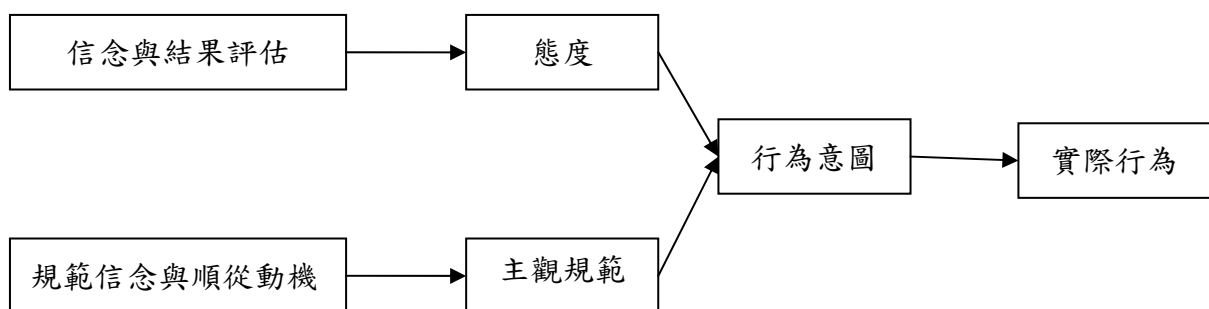 信念與結果評估
態度
行為意圖
實際行為
規範信念與順從動機
主觀規範